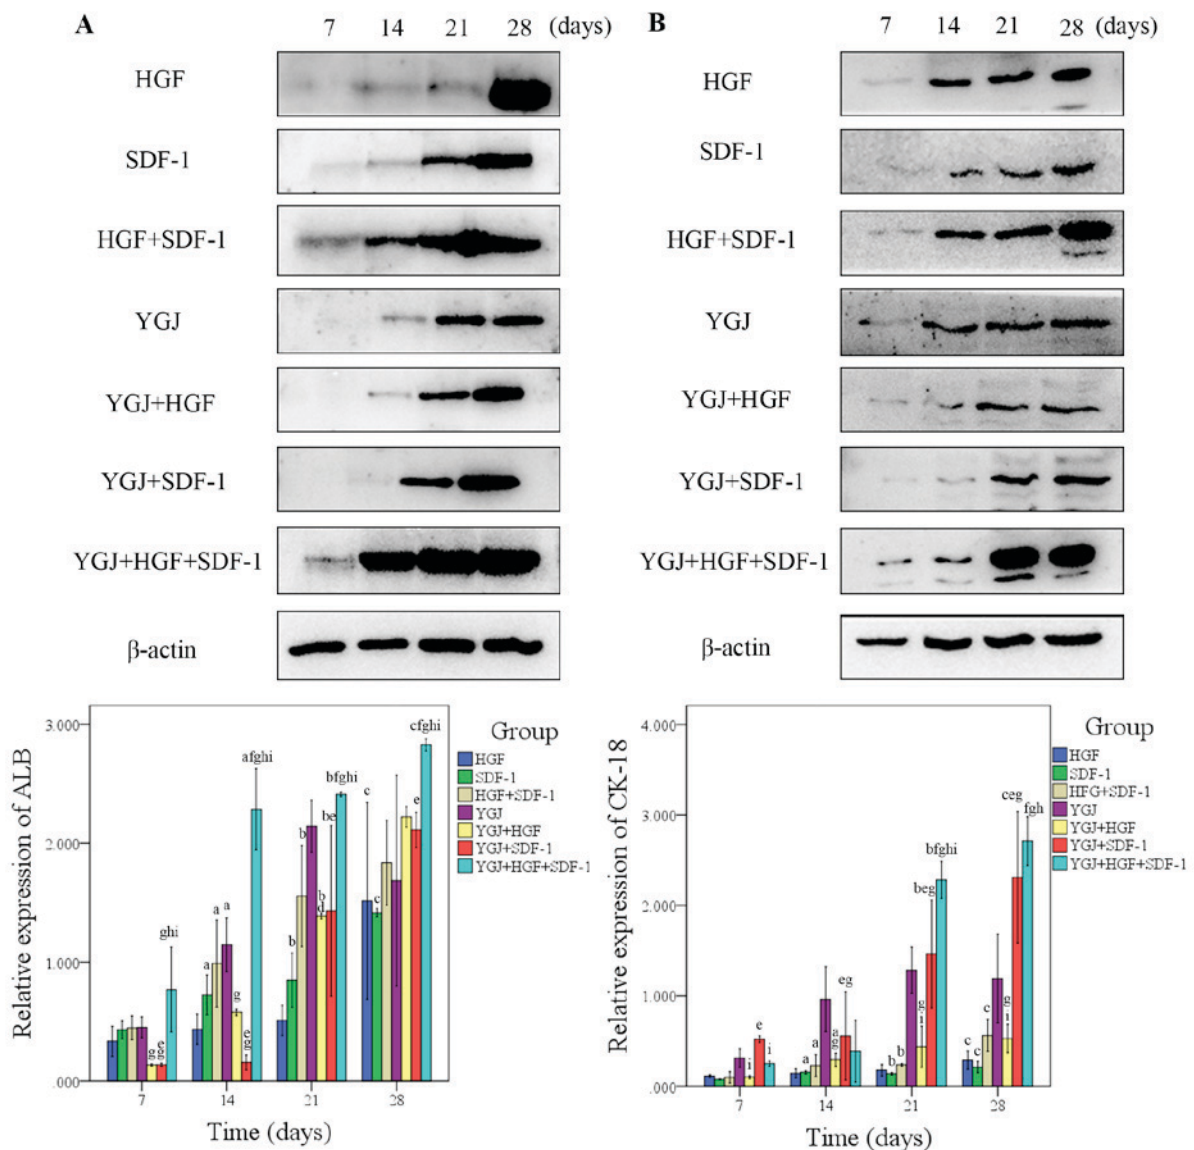 A 7 14 21 28 (days)
HGF
SDF-1
HGF+SDF-1
YGJ
YGJ+HGF
YGJ+SDF-1
YGJ+HGF+SDF-1
β-actin
B 7 14 21 28 (days)
HGF
SDF-1
HGF+SDF-1
YGJ
YGJ+HGF
YGJ+SDF-1
YGJ+HGF+SDF-1
β-actin
Relative expression of ALB
3.000
2.000
1.000
.000
ghi
g
g
e
a
a
a
g
g
e
afghi
b
b
b
d
be
bfghi
c
c
e
cfghi
7 14 21 28
Time (days)
Group
HGF
SDF-1
HGF+SDF-1
YGJ
YGJ+HGF
YGJ+SDF-1
YGJ+HGF+SDF-1
Relative expression of CK-18
4.000
3.000
2.000
1.000
.000
i
e
i
a
a
a
g
eg
b
b
g
i
beg
bfghi
c
c
c
g
i
ceg
fgh
7 14 21 28
Time (days)
Group
HGF
SDF-1
HFG+SDF-1
YGJ
YGJ+HGF
YGJ+SDF-1
YGJ+HGF+SDF-1